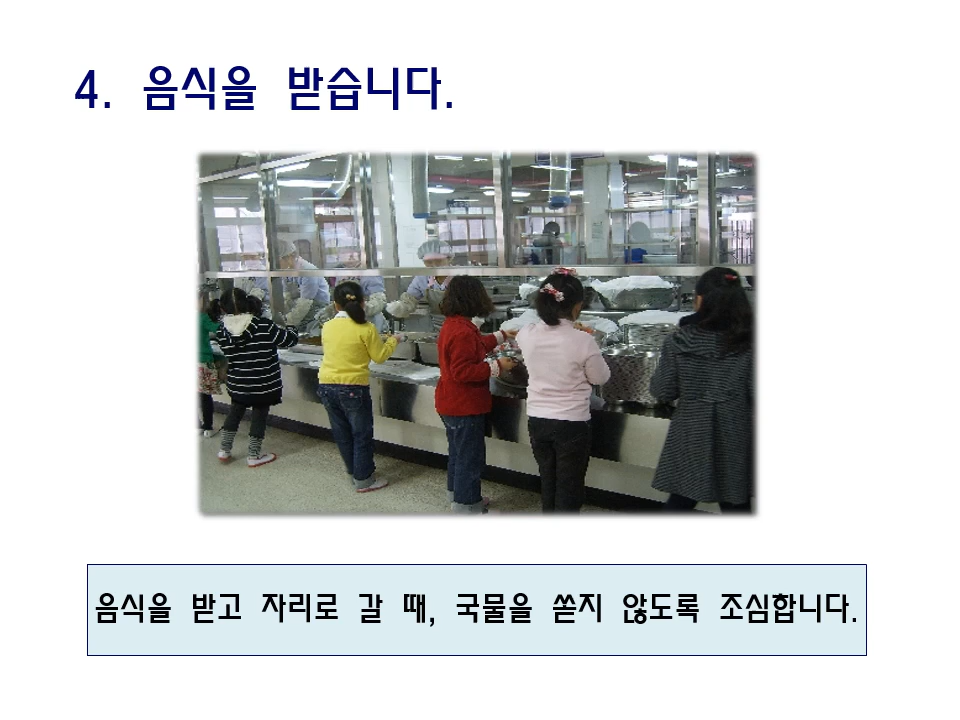 4. 음식을 받습니다.
음식을 받고 자리로 갈 때, 국물을 쏟지 않도록 조심합니다.